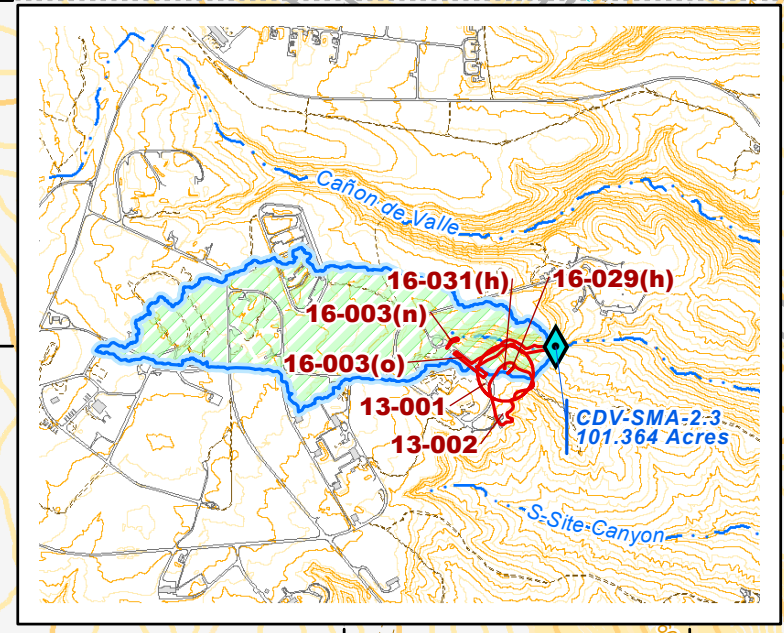 Cañon de Valle
16-031(h)
16-029(h)
16-003(n)
16-003(o)
13-001
13-002
CDV-SMA-2.3
101.364 Acres
S-Site Canyon